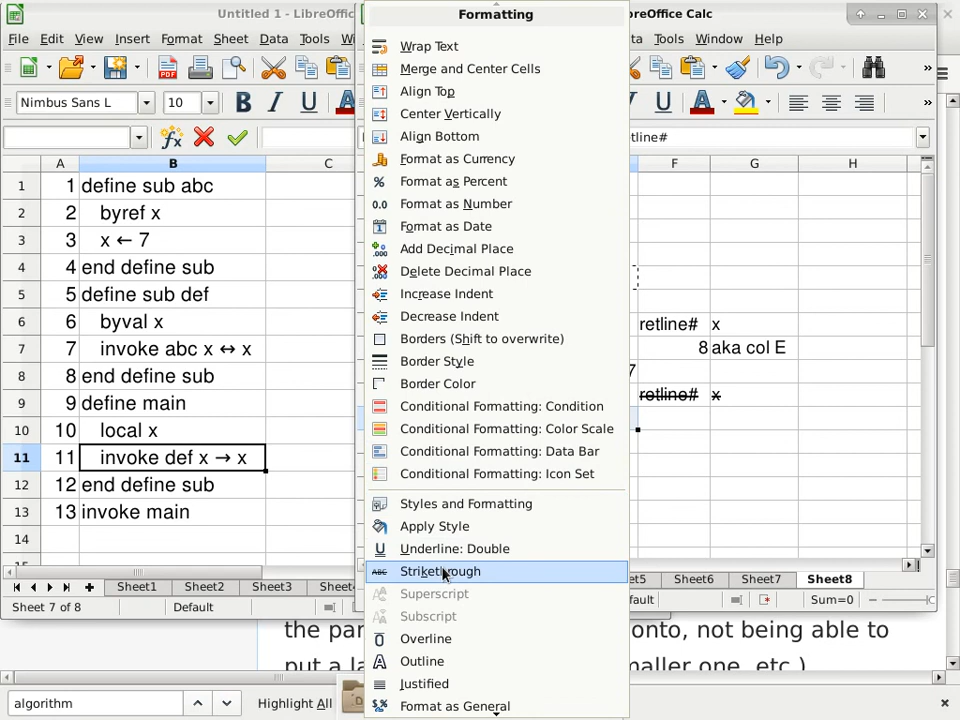 Untitled 1 - LibreOffic
Formatting
breOffice Calc
File Edit View Insert Format Sheet Data Tools Wi
ta Tools Window Help
Nimbus Sans L 10
tline#
A B C
F G H
1 1 define sub abc
2 2 byref x
3 3 x ← 7
4 4 end define sub
5 5 define sub def
6 6 byval x
7 7 invoke abc x ↔ x
8 8 end define sub
9 9 define main
10 10 local x
11 11 invoke def x → x
12 12 end define sub
13 13 invoke main
14
15
Wrap Text
Merge and Center Cells
Align Top
Center Vertically
Align Bottom
Format as Currency
Format as Percent
Format as Number
Format as Date
Add Decimal Place
Delete Decimal Place
Increase Indent
Decrease Indent
Borders (Shift to overwrite)
Border Style
Border Color
Conditional Formatting: Condition
Conditional Formatting: Color Scale
Conditional Formatting: Data Bar
Conditional Formatting: Icon Set
Styles and Formatting
Apply Style
Underline: Double
Strikethrough
Superscript
Subscript
Overline
Outline
Justified
Format as General
retline# x
8 aka col E
7
retline# x
Sheet1 Sheet2 Sheet3 Sheet4
et5 Sheet6 Sheet7 Sheet8
Sheet 7 of 8 Default
fault Sum=0
the par onto, not being able to
put a la maller one, etc.)
algorithm Highlight All